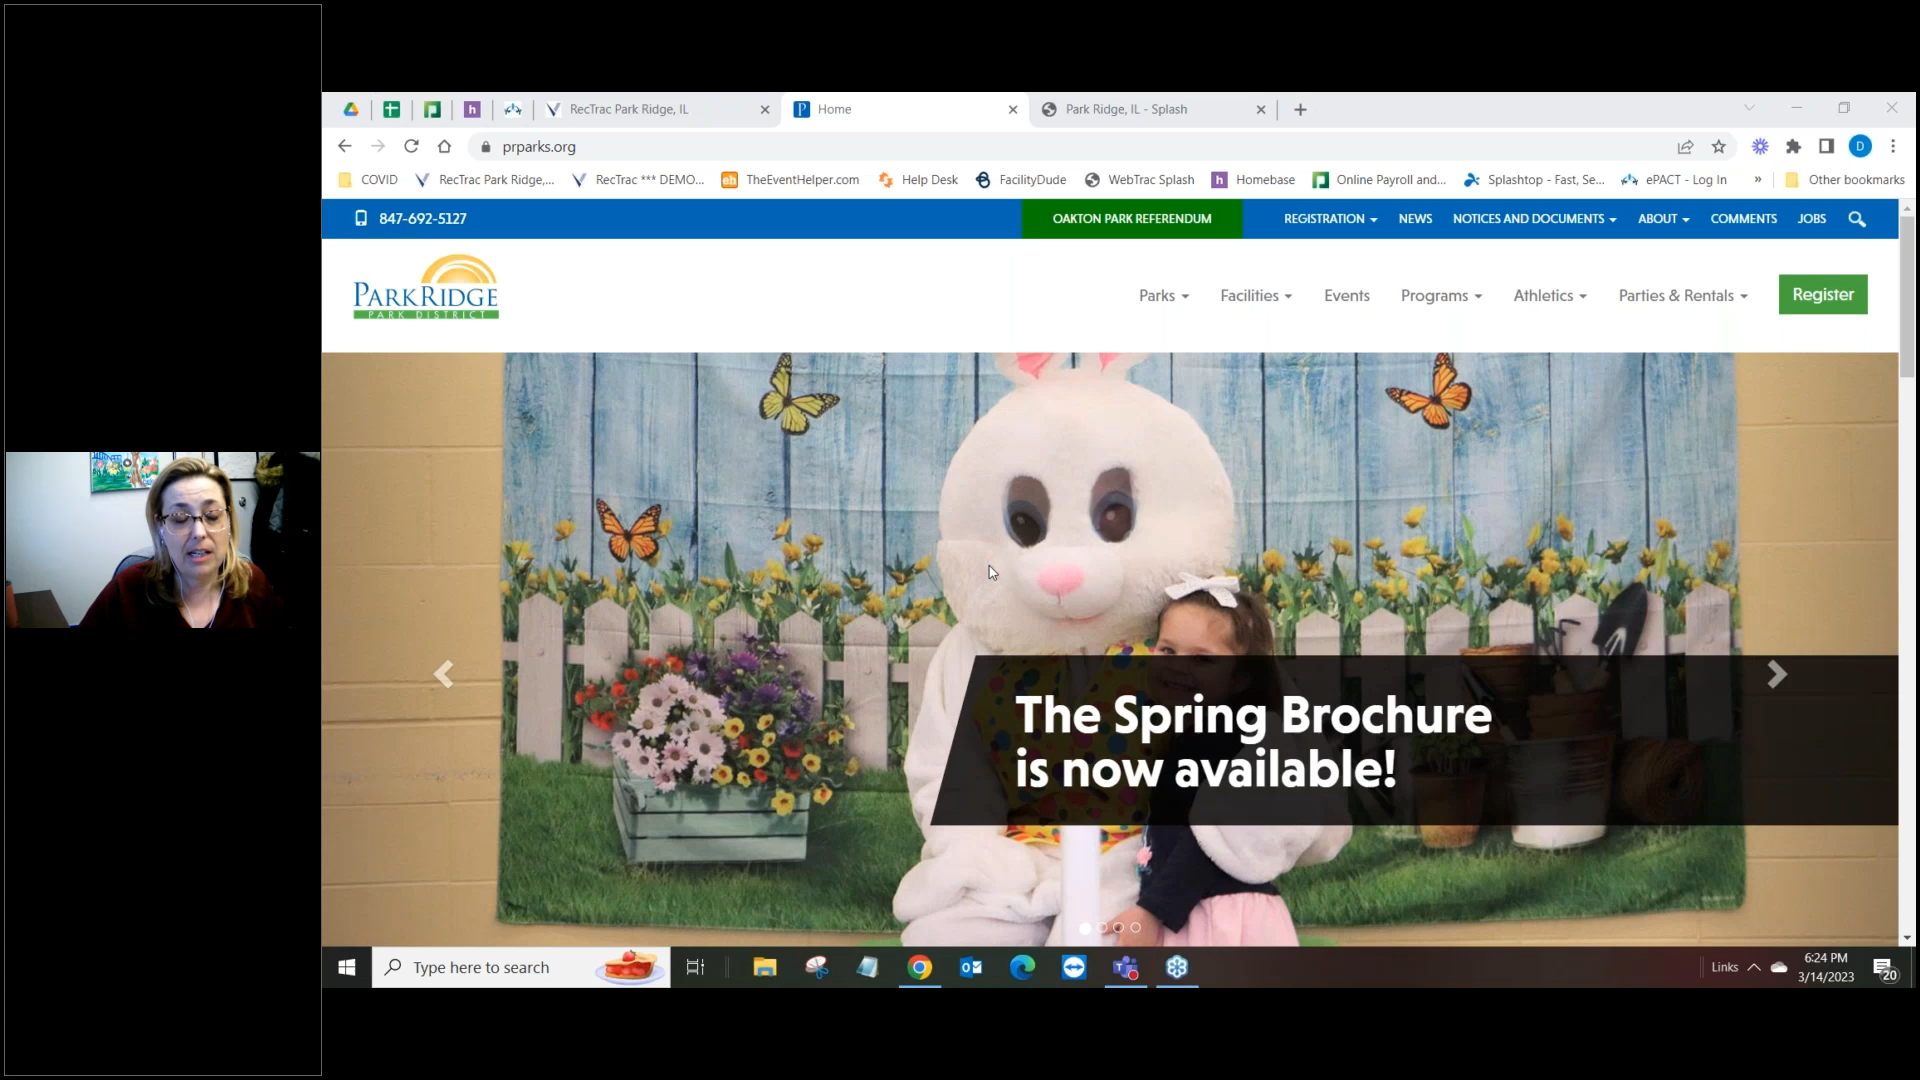 RecTrac Park Ridge, IL
Home
Park Ridge, IL - Splash
prparks.org
COVID
RecTrac Park Ridge,...
RecTrac *** DEMO...
eb
TheEventHelper.com
Help Desk
FacilityDude
WebTrac Splash
h
Homebase
Online Payroll and...
Splashtop - Fast, Se...
ePACT - Log In
»
Other bookmarks
847-692-5127
OAKTON PARK REFERENDUM
REGISTRATION
NEWS
NOTICES AND DOCUMENTS
ABOUT
COMMENTS
JOBS
PARK RIDGE
PARK DISTRICT
Parks
Facilities
Events
Programs
Athletics
Parties & Rentals
Register
The Spring Brochure
is now available!
Type here to search
Links
6:24 PM
3/14/2023
20